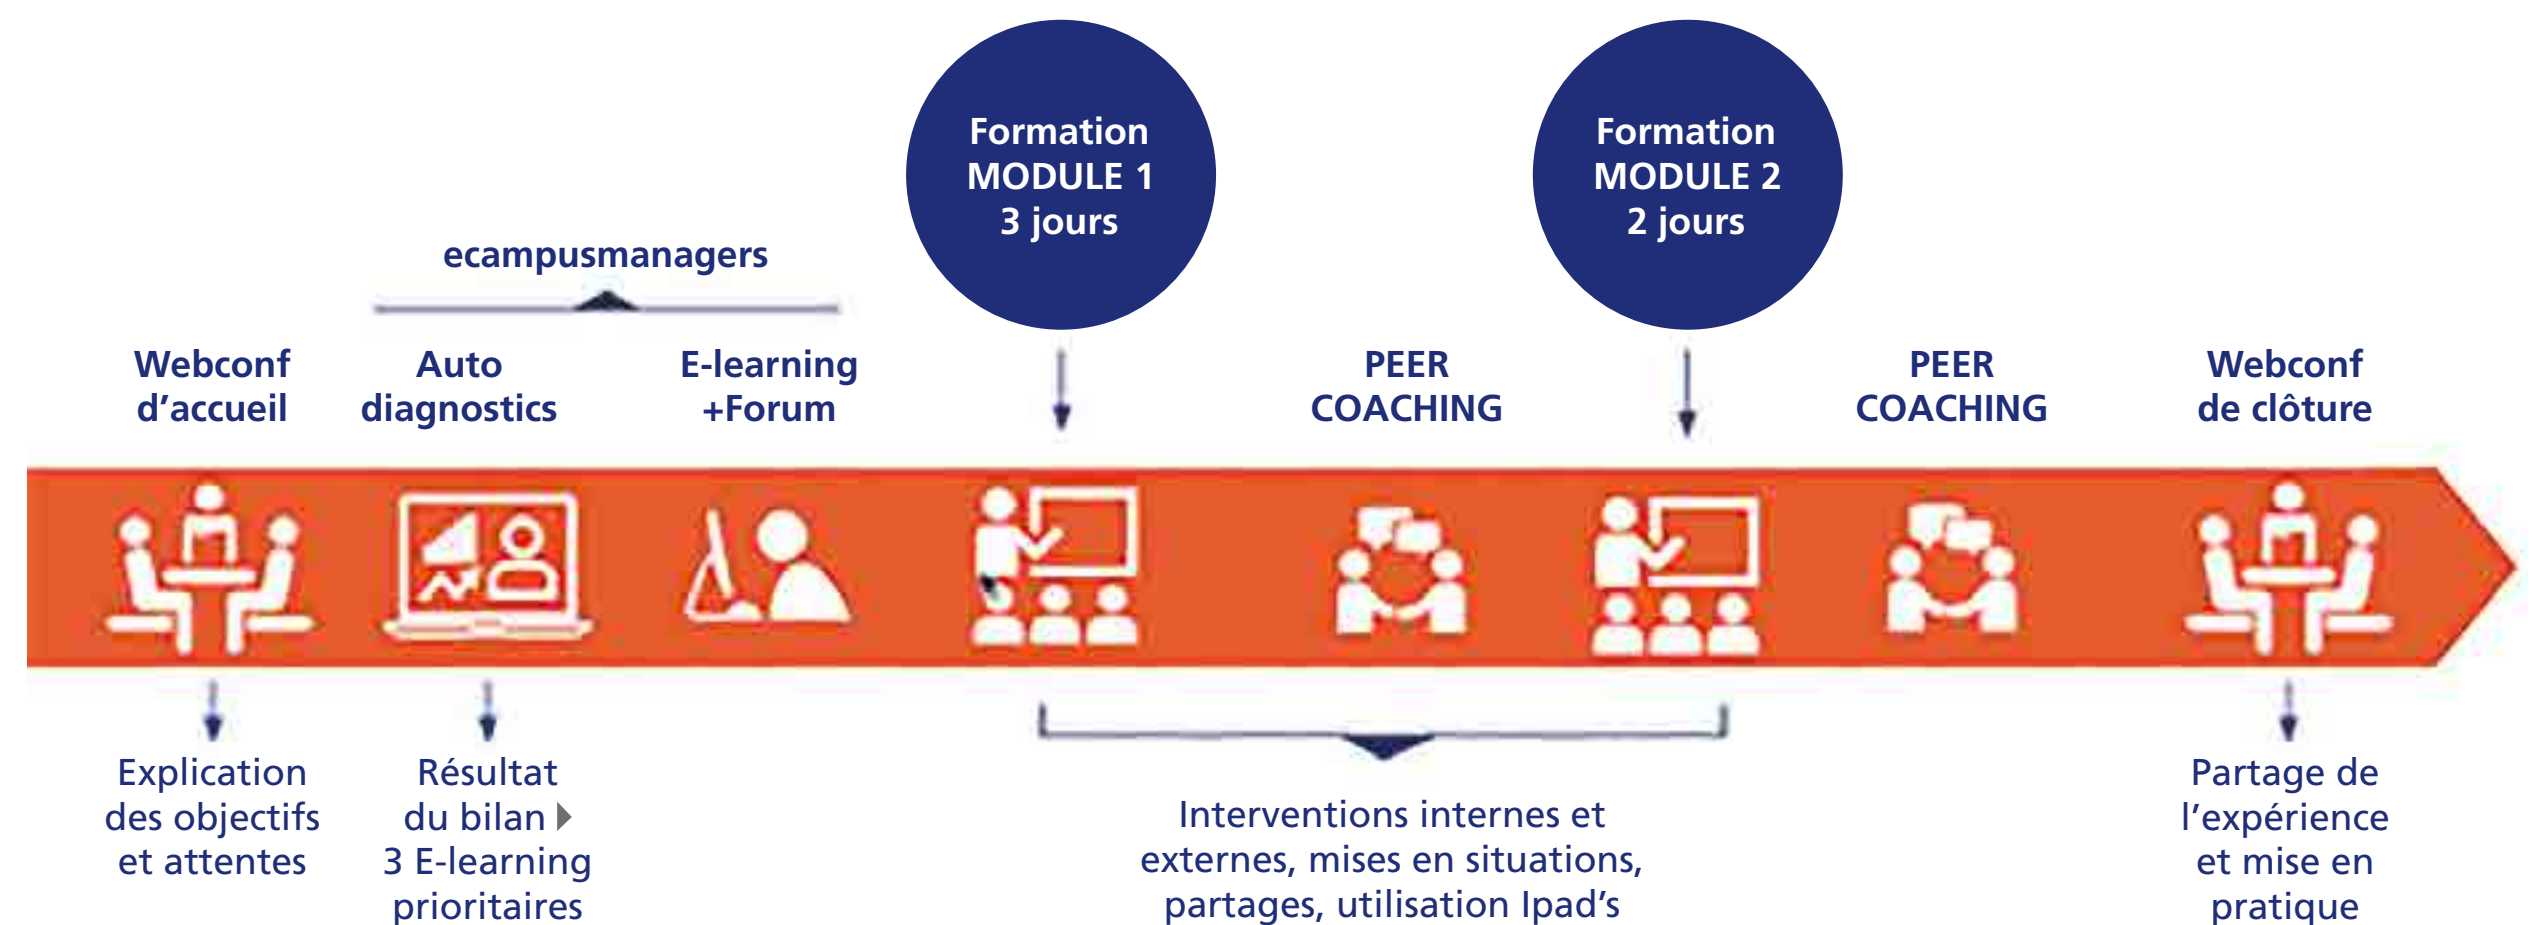 Formation
MODULE 1
3 jours
Formation
MODULE 2
2 jours
ecampusmanagers
Webconf
d’accueil
Auto
diagnostics
E-learning
+Forum
PEER
COACHING
PEER
COACHING
Webconf
de clôture
Explication
des objectifs
et attentes
Résultat
du bilan
3 E-learning
prioritaires
Interventions internes et
externes, mises en situations,
partages, utilisation Ipad’s
Partage de
l’expérience
et mise en
pratique